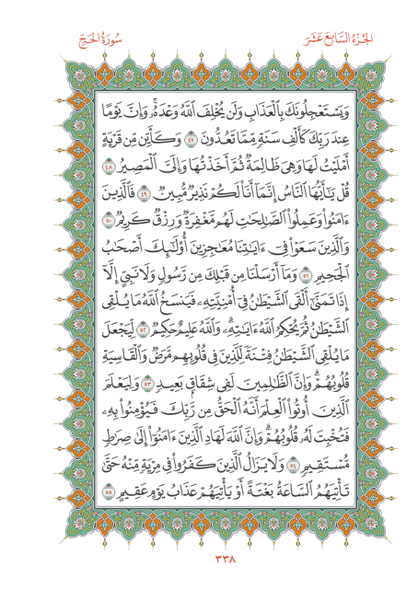 الجزء السابع عشر
سورة الحج
وَيَسْتَعْجِلُونَكَ بِٱلْعَذَابِ وَلَن يُخْلِفَ ٱللَّهُ وَعْدَهُۥۚ وَإِنَّ يَوْمًا
عِندَ رَبِّكَ كَأَلْفِ سَنَةٍ مِّمَّا تَعُدُّونَ ٤٧ وَكَأَيِّن مِّن قَرْيَةٍ
أَمْلَيْتُ لَهَا وَهِىَ ظَالِمَةٌ ثُمَّ أَخَذْتُهَا وَإِلَىَّ ٱلْمَصِيرُ ٤٨
قُلْ يَـٰٓأَيُّهَا ٱلنَّاسُ إِنَّمَآ أَنَا۠ لَكُمْ نَذِيرٌ مُّبِينٌ ٤٩ فَٱلَّذِينَ
ءَامَنُوا۟ وَعَمِلُوا۟ ٱلصَّـٰلِحَـٰتِ لَهُم مَّغْفِرَةٌ وَرِزْقٌ كَرِيمٌ ٥٠
وَٱلَّذِينَ سَعَوْا۟ فِىٓ ءَايَـٰتِنَا مُعَـٰجِزِينَ أُو۟لَـٰٓئِكَ أَصْحَـٰبُ
ٱلْجَحِيمِ ٥١ وَمَآ أَرْسَلْنَا مِن قَبْلِكَ مِن رَّسُولٍ وَلَا نَبِىٍّ إِلَّآ
إِذَا تَمَنَّىٰٓ أَلْقَى ٱلشَّيْطَـٰنُ فِىٓ أُمْنِيَّتِهِۦ فَيَنسَخُ ٱللَّهُ مَا يُلْقِى
ٱلشَّيْطَـٰنُ ثُمَّ يُحْكِمُ ٱللَّهُ ءَايَـٰتِهِۦۗ وَٱللَّهُ عَلِيمٌ حَكِيمٌ ٥٢ لِّيَجْعَلَ
مَا يُلْقِى ٱلشَّيْطَـٰنُ فِتْنَةً لِّلَّذِينَ فِى قُلُوبِهِم مَّرَضٌ وَٱلْقَاسِيَةِ
قُلُوبُهُمْۗ وَإِنَّ ٱلظَّـٰلِمِينَ لَفِى شِقَاقٍۭ بَعِيدٍ ٥٣ وَلِيَعْلَمَ
ٱلَّذِينَ أُوتُوا۟ ٱلْعِلْمَ أَنَّهُ ٱلْحَقُّ مِن رَّبِّكَ فَيُؤْمِنُوا۟ بِهِۦ
فَتُخْبِتَ لَهُۥ قُلُوبُهُمْۗ وَإِنَّ ٱللَّهَ لَهَادِ ٱلَّذِينَ ءَامَنُوٓا۟ إِلَىٰ صِرَٰطٍ
مُّسْتَقِيمٍ ٥٤ وَلَا يَزَالُ ٱلَّذِينَ كَفَرُوا۟ فِى مِرْيَةٍ مِّنْهُ حَتَّىٰ
تَأْتِيَهُمُ ٱلسَّاعَةُ بَغْتَةً أَوْ يَأْتِيَهُمْ عَذَابُ يَوْمٍ عَقِيمٍ ٥٥
٣٣٨